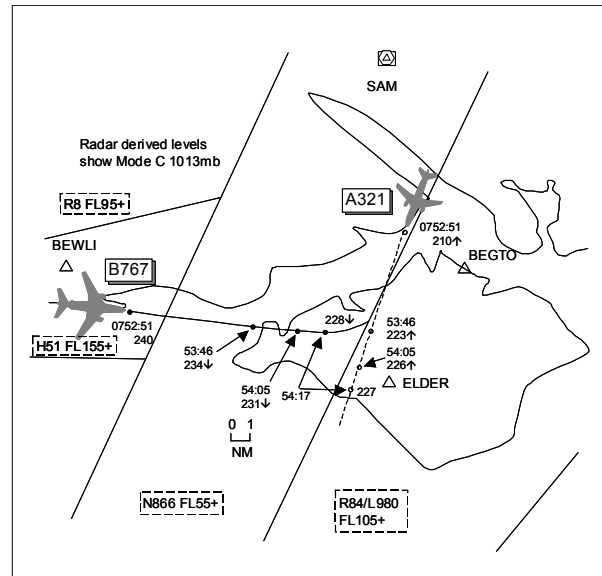 SAM
Radar derived levels
show Mode C 1013mb
A321
R8 FL95+
0752:51
210↑
BEWLI
BEGTO
B767
228↓
0752:51
240
53:46
223↑
H51 FL155+
53:46
234↓
54:05
226↑
54:05
231↓
54:17
227
ELDER
0 1
NM
N866 FL55+
R84/L980
FL105+